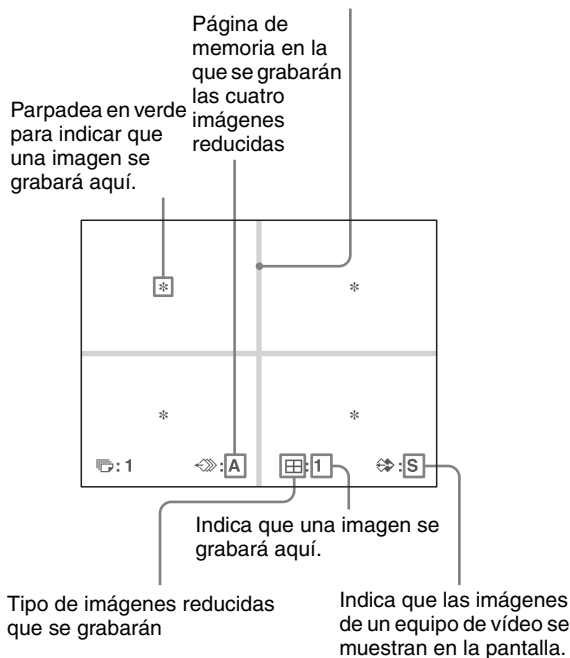 Página de
memoria en la
que se grabarán
las cuatro
imágenes
reducidas
Parpadea en verde
para indicar que
una imagen se
grabará aquí.
* *
* *
: 1 : A : 1 : S
Indica que una imagen se
grabará aquí.
Tipo de imágenes reducidas
que se grabarán
Indica que las imágenes
de un equipo de vídeo se
muestran en la pantalla.